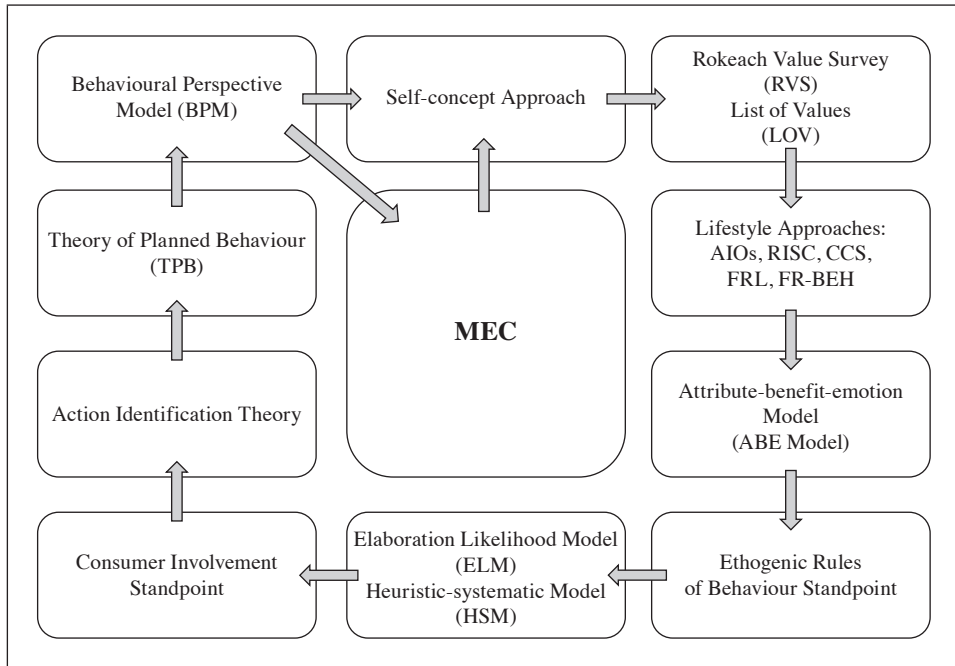 Behavioural Perspective
Model (BPM)
Self-concept Approach
Rokeach Value Survey
(RVS)
List of Values
(LOV)
Theory of Planned Behaviour
(TPB)
MEC
Lifestyle Approaches:
AIOs, RISC, CCS,
FRL, FR-BEH
Action Identification Theory
Attribute-benefit-emotion
Model
(ABE Model)
Consumer Involvement
Standpoint
Elaboration Likelihood Model
(ELM)
Heuristic-systematic Model
(HSM)
Ethogenic Rules
of Behaviour Standpoint